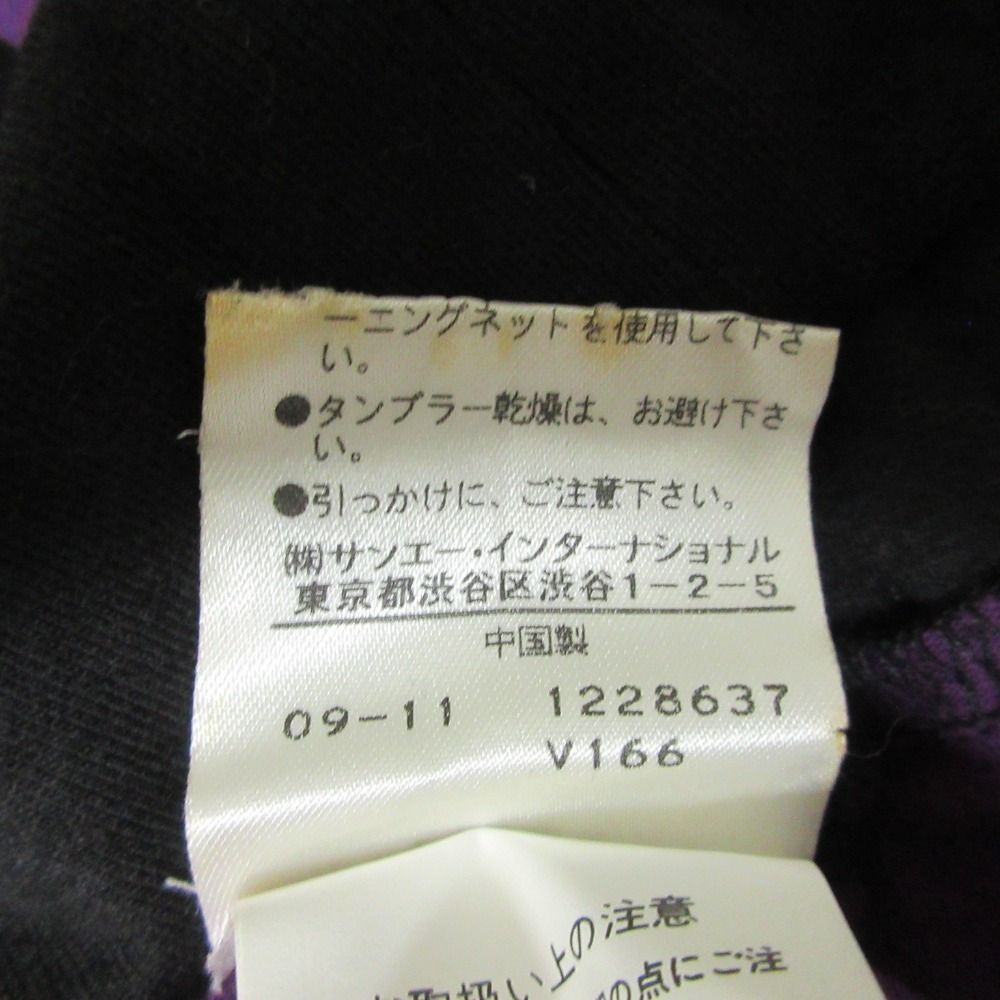 ーニングネットを使用して下さ
い。
●タンブラー乾燥は、お避け下さ
い。
●引っかけに、ご注意下さい。
(株)サンエー・インターナショナル
東京都渋谷区渋谷1-2-5
中国製
09-11 1228637
V166
お取扱い上の注意
の点にご注